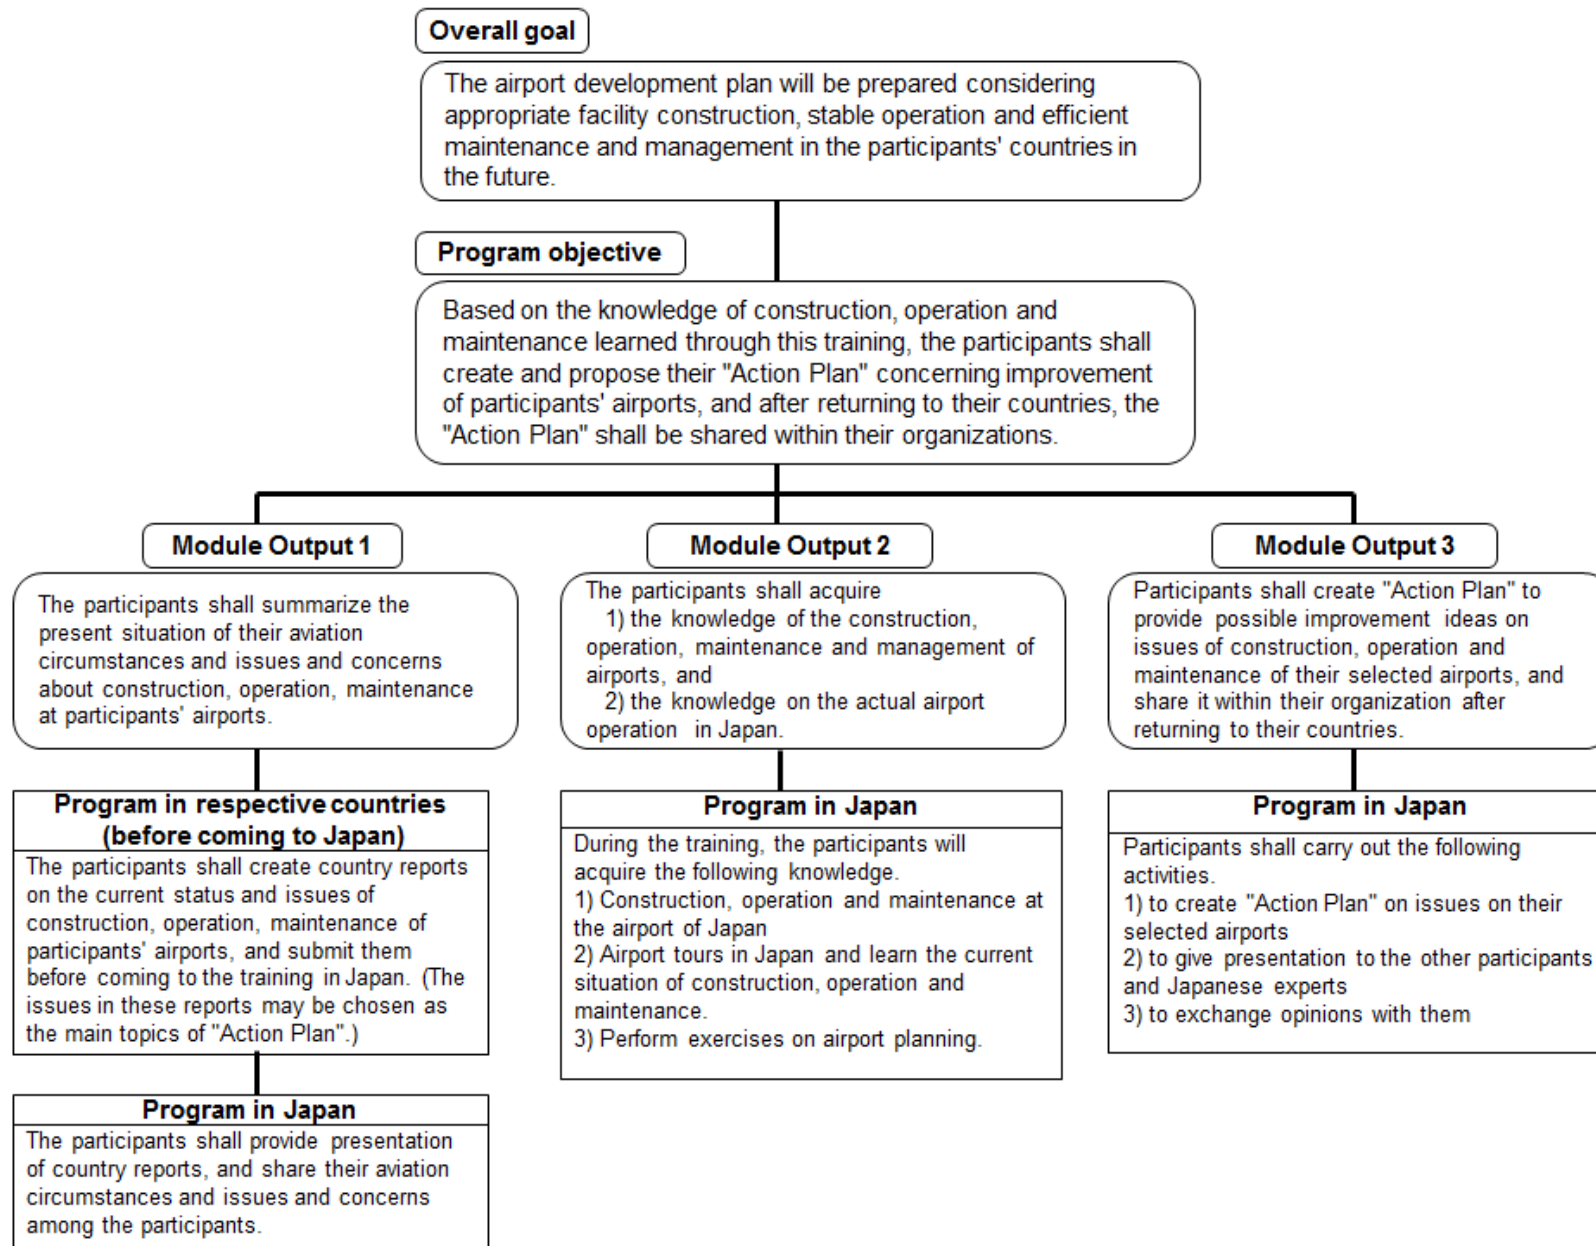 Overall goal
The airport development plan will be prepared considering
appropriate facility construction, stable operation and efficient
maintenance and management in the participants' countries in
the future.
Program objective
Based on the knowledge of construction, operation and
maintenance learned through this training, the participants shall
create and propose their "Action Plan" concerning improvement
of participants' airports, and after returning to their countries, the
"Action Plan" shall be shared within their organizations.
Module Output 1
The participants shall summarize the
present situation of their aviation
circumstances and issues and concerns
about construction, operation, maintenance
at participants' airports.
Program in respective countries
(before coming to Japan)
The participants shall create country reports
on the current status and issues of
construction, operation, maintenance of
participants' airports, and submit them
before coming to the training in Japan. (The
issues in these reports may be chosen as
the main topics of "Action Plan".)
Program in Japan
The participants shall provide presentation
of country reports, and share their aviation
circumstances and issues and concerns
among the participants.
Module Output 2
The participants shall acquire
1) the knowledge of the construction,
operation, maintenance and management of
airports, and
2) the knowledge on the actual airport
operation in Japan.
Program in Japan
During the training, the participants will
acquire the following knowledge.
1) Construction, operation and maintenance at
the airport of Japan
2) Airport tours in Japan and learn the current
situation of construction, operation and
maintenance.
3) Perform exercises on airport planning.
Module Output 3
Participants shall create "Action Plan" to
provide possible improvement ideas on
issues of construction, operation and
maintenance of their selected airports, and
share it within their organization after
returning to their countries.
Program in Japan
Participants shall carry out the following
activities.
1) to create "Action Plan" on issues on their
selected airports
2) to give presentation to the other participants
and Japanese experts
3) to exchange opinions with them